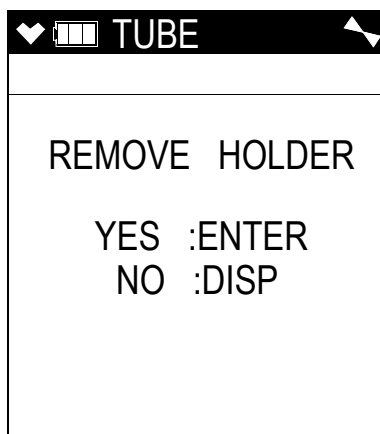 TUBE
REMOVE HOLDER
YES :ENTER
NO :DISP